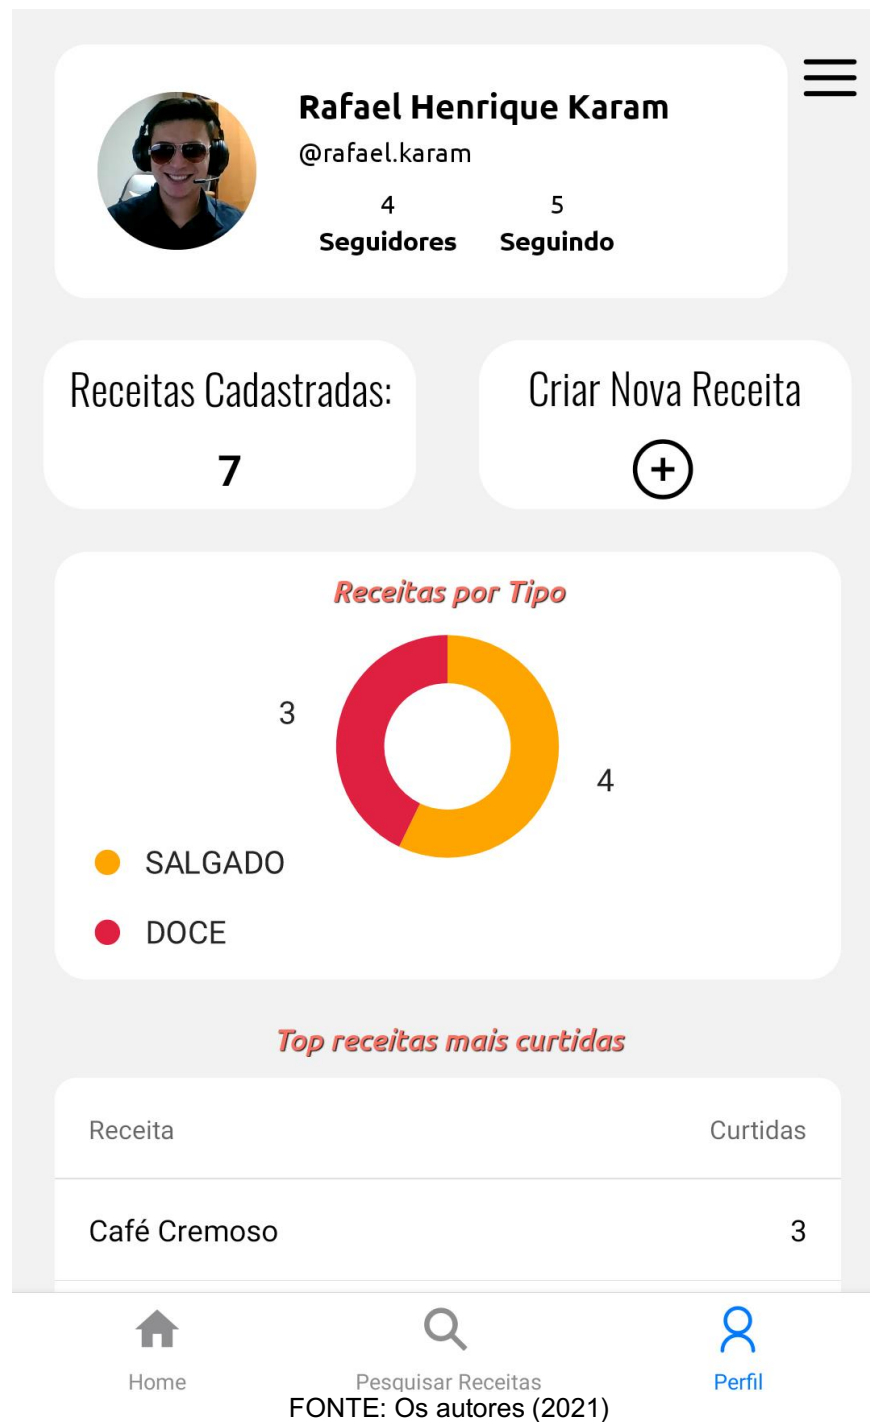 Rafael Henrique Karam
@rafael.karam
4 5
Seguidores Seguindo
Receitas Cadastradas:
7
Criar Nova Receita
Receitas por Tipo
3
4
SALGADO
DOCE
Top receitas mais curtidas
Receita Curtidas
Café Cremoso 3
Home Pesquisar Receitas Perfil
FONTE: Os autores (2021)